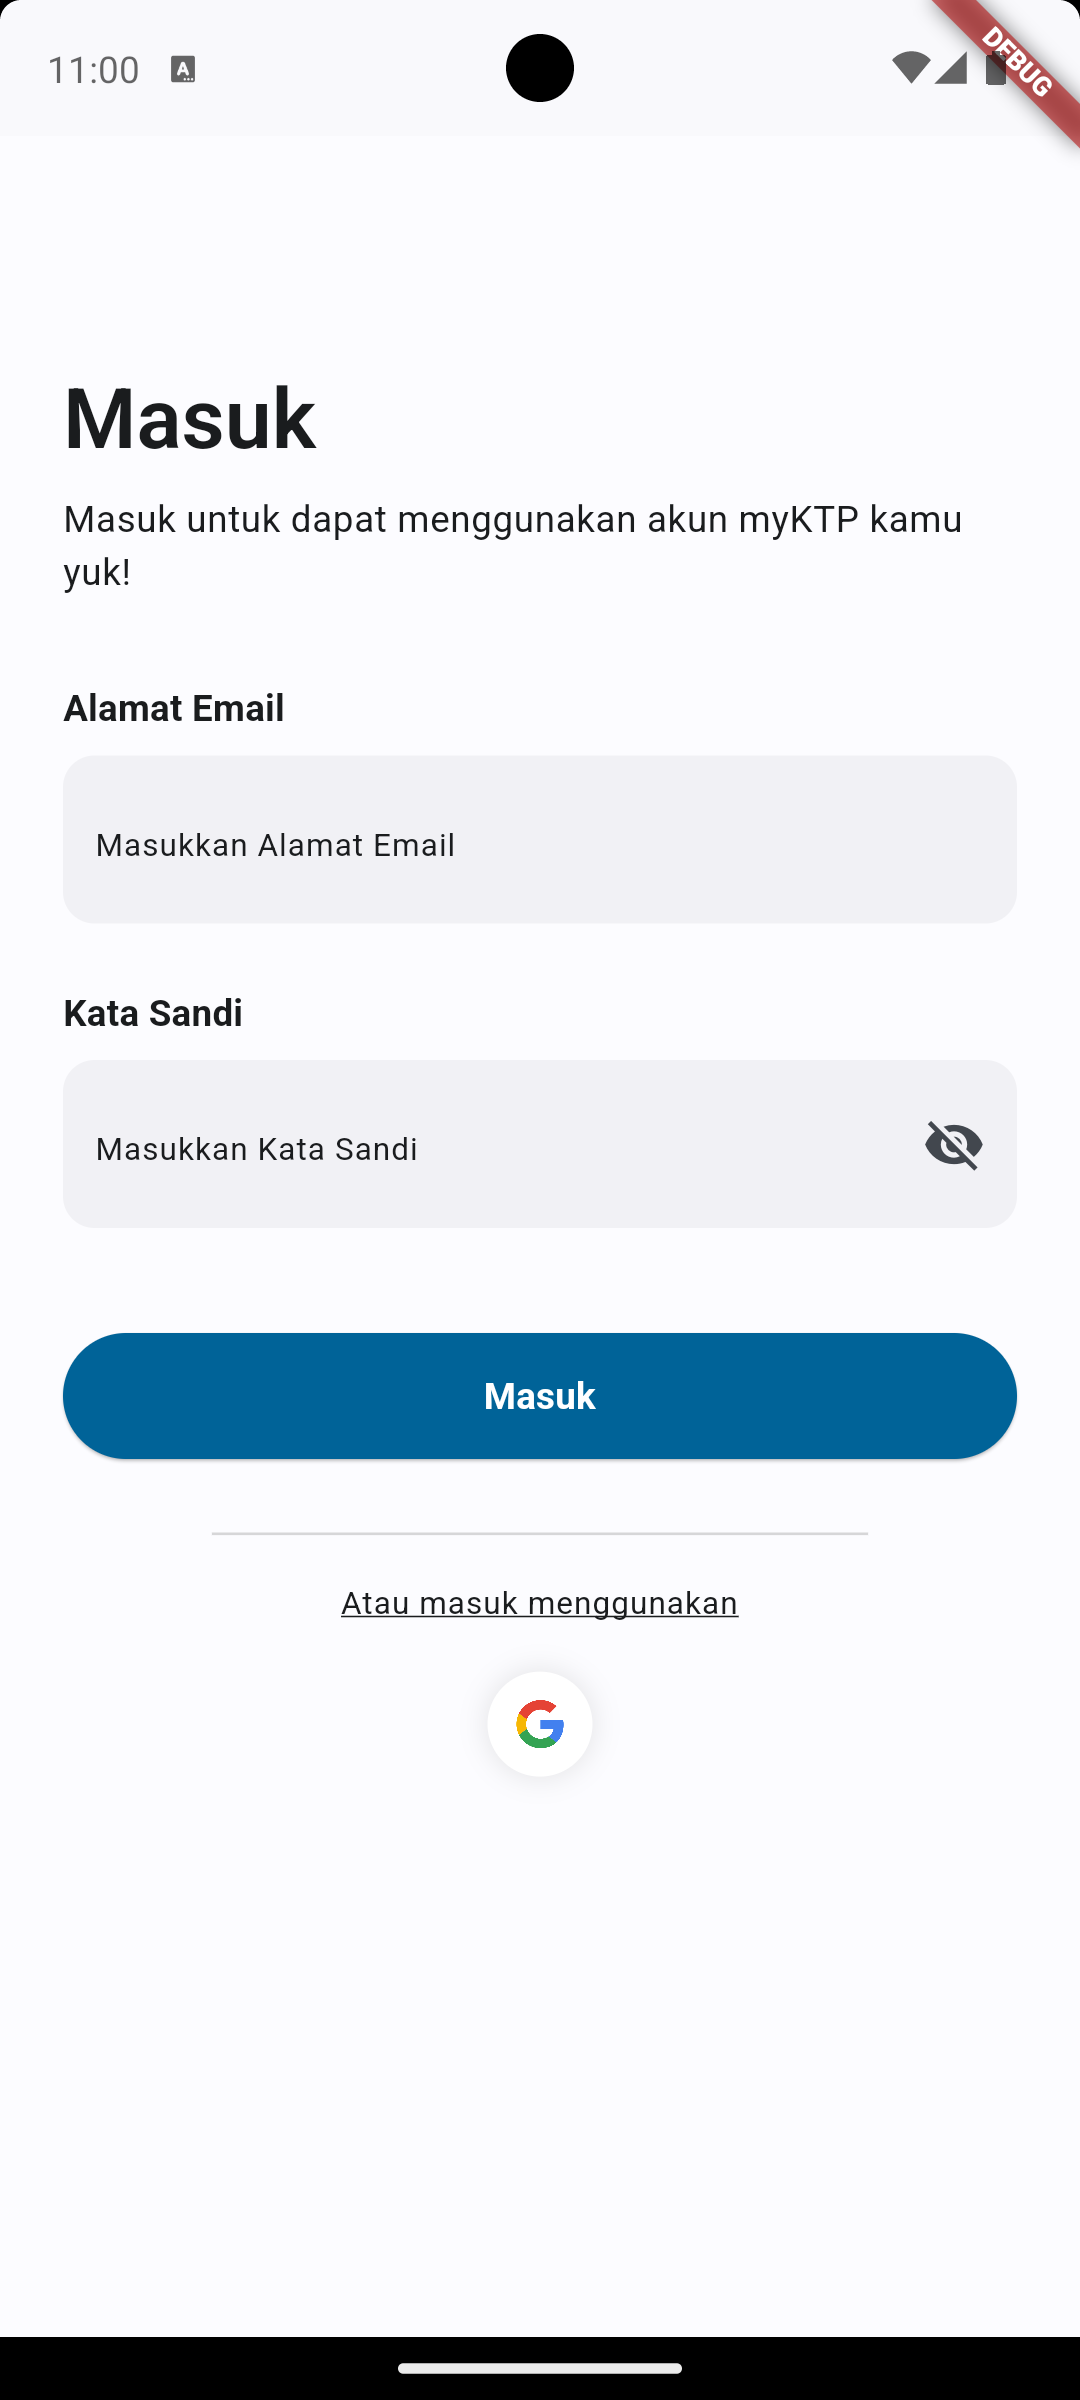 11:00
A
DEBUG
Masuk
Masuk untuk dapat menggunakan akun myKTP kamu
yuk!
Alamat Email
Masukkan Alamat Email
Kata Sandi
Masukkan Kata Sandi
Masuk
Atau masuk menggunakan
G